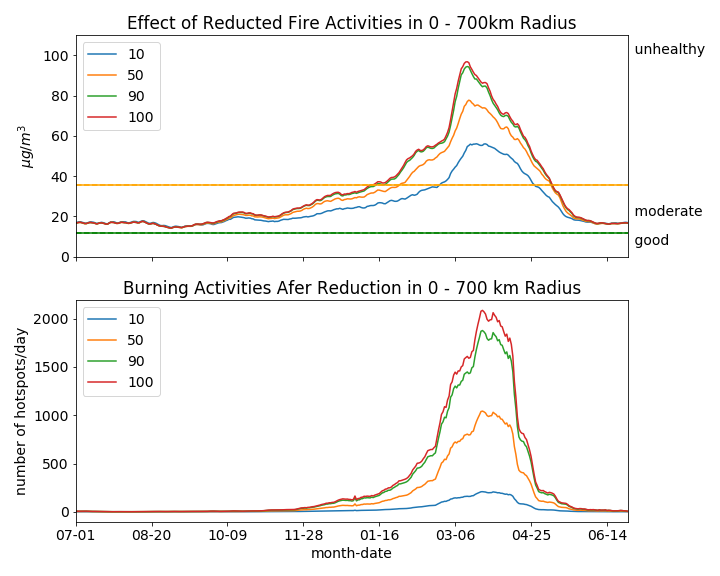 Effect of Reducted Fire Activities in 0 - 700km Radius
unhealthy
moderate
good
µg/m³
100
80
60
40
20
0
10
50
90
100
Burning Activities Afer Reduction in 0 - 700 km Radius
number of hotspots/day
2000
1500
1000
500
0
10
50
90
100
07-01 08-20 10-09 11-28 01-16 03-06 04-25 06-14
month-date